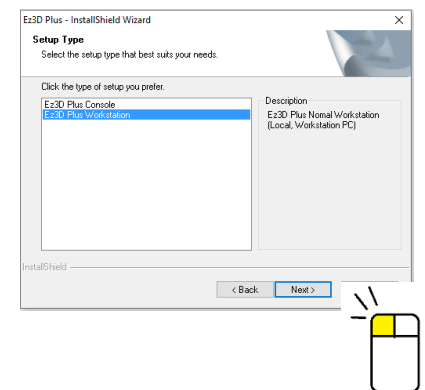 Ez3D Plus - InstallShield Wizard
Setup Type
Select the setup type that best suits your needs.
Click the type of setup you prefer.
Ez3D Plus Console
Ez3D Plus Workstation
Description
Ez3D Plus Nomal Workstation
(Local, Workstation PC)
InstallShield
< Back
Next >